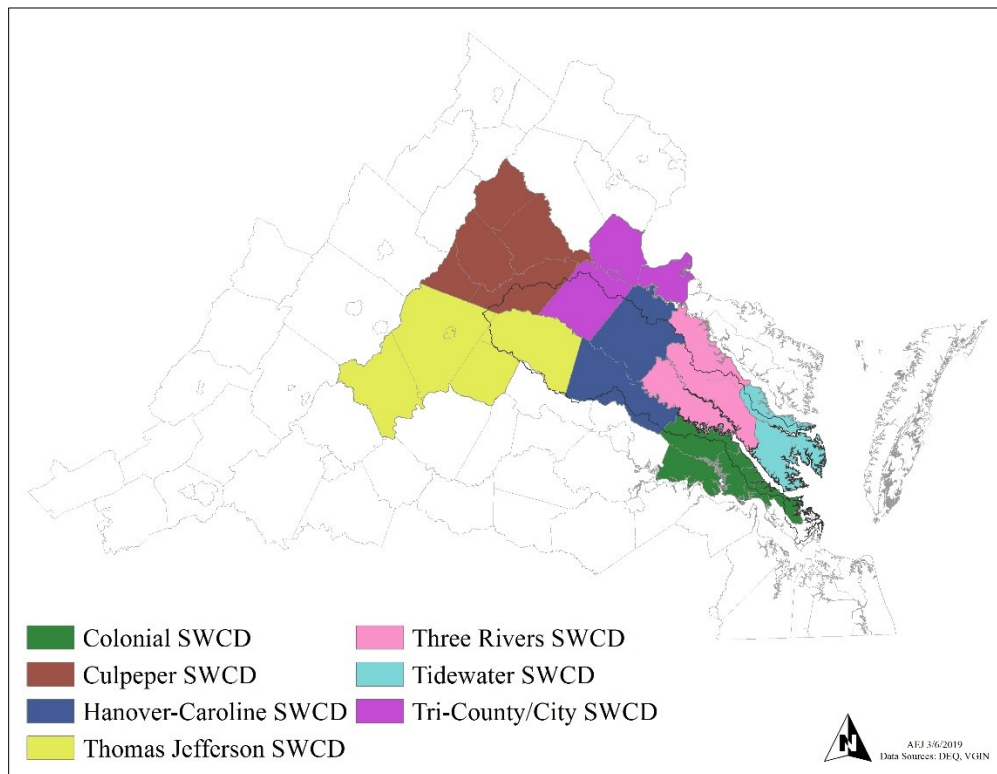 Colonial SWCD
Culpeper SWCD
Hanover-Caroline SWCD
Thomas Jefferson SWCD
Three Rivers SWCD
Tidewater SWCD
Tri-County/City SWCD
N
AEJ 3/6/2019
Data Sources: DEQ, VGIN